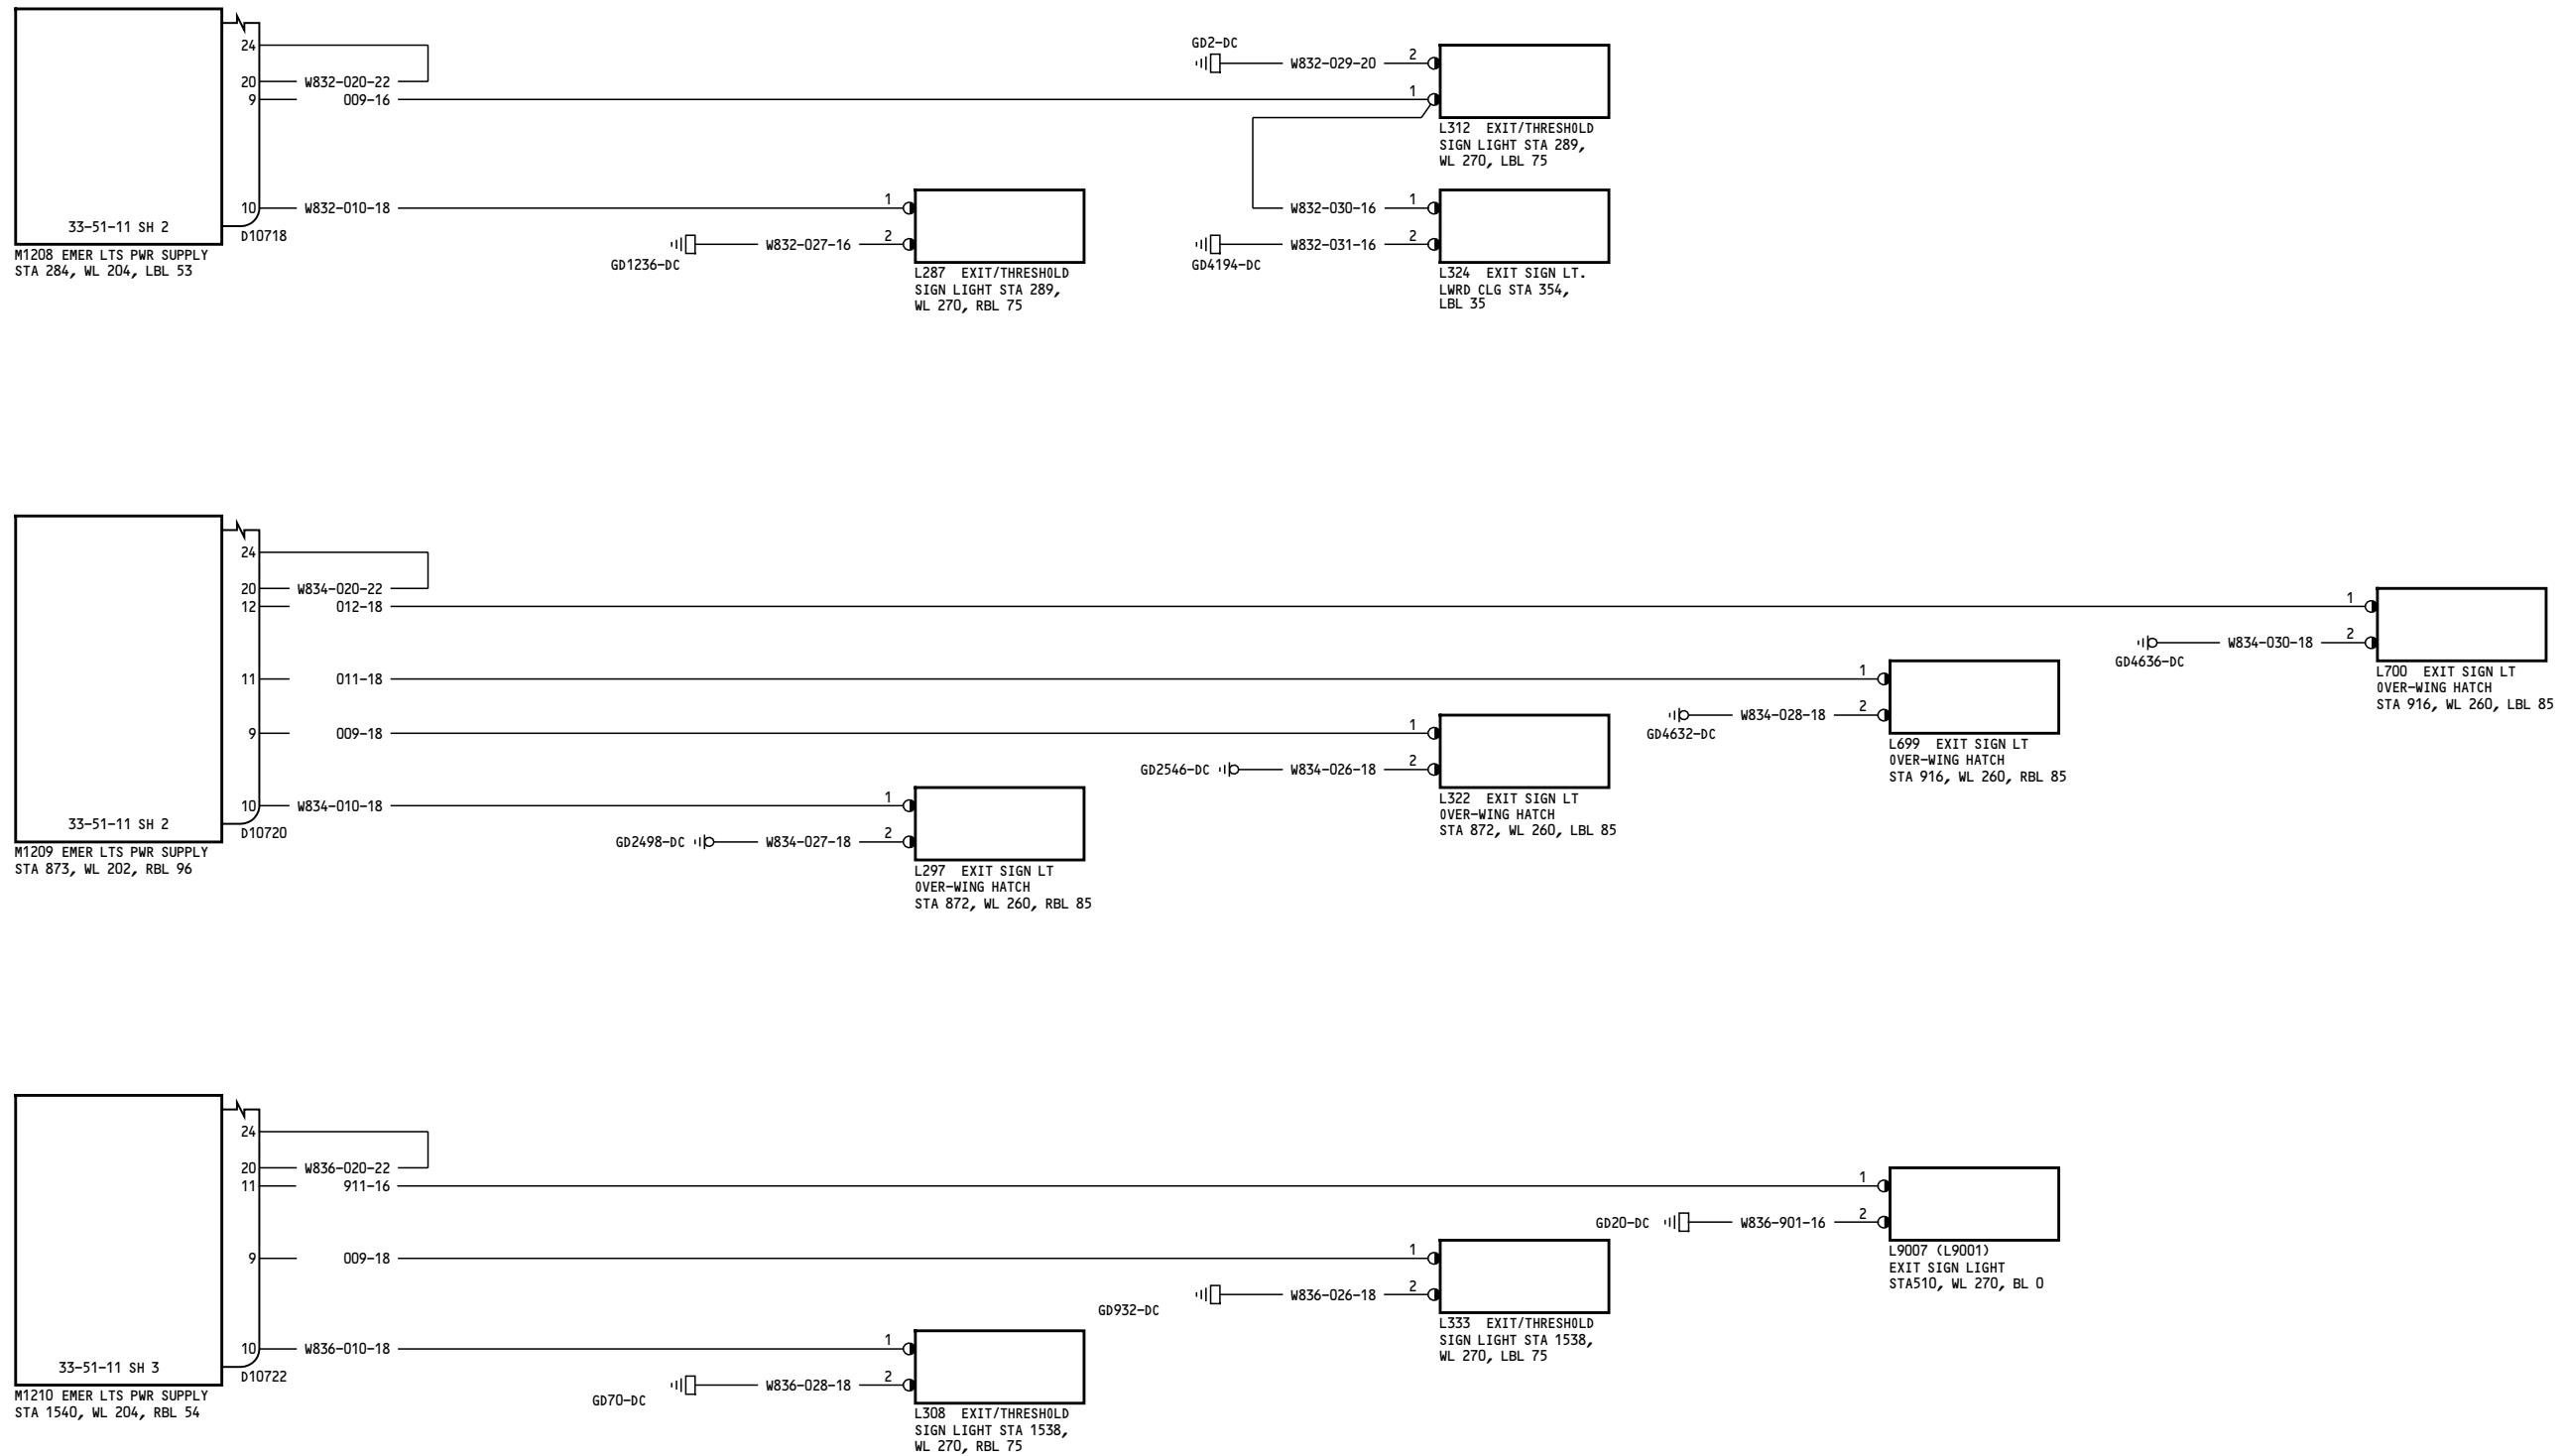 24
20 W832-020-22
9 009-16
10 W832-010-18
33-51-11 SH 2
D10718
M1208 EMER LTS PWR SUPPLY
STA 284, WL 204, LBL 53
GD1236-DC
W832-027-16
1
2
L287 EXIT/THRESHOLD
SIGN LIGHT STA 289,
WL 270, RBL 75
GD2-DC
W832-029-20
2
1
L312 EXIT/THRESHOLD
SIGN LIGHT STA 289,
WL 270, LBL 75
W832-030-16
1
GD4194-DC
W832-031-16
2
L324 EXIT SIGN LT.
LWRD CLG STA 354,
LBL 35
24
20 W834-020-22
12 012-18
11 011-18
9 009-18
10 W834-010-18
33-51-11 SH 2
D10720
M1209 EMER LTS PWR SUPPLY
STA 873, WL 202, RBL 96
GD2498-DC
W834-027-18
1
2
L297 EXIT SIGN LT
OVER-WING HATCH
STA 872, WL 260, RBL 85
GD2546-DC
W834-026-18
1
2
L322 EXIT SIGN LT
OVER-WING HATCH
STA 872, WL 260, LBL 85
GD4632-DC
W834-028-18
1
2
L699 EXIT SIGN LT
OVER-WING HATCH
STA 916, WL 260, RBL 85
GD4636-DC
W834-030-18
1
2
L700 EXIT SIGN LT
OVER-WING HATCH
STA 916, WL 260, LBL 85
24
20 W836-020-22
11 911-16
9 009-18
10 W836-010-18
33-51-11 SH 3
D10722
M1210 EMER LTS PWR SUPPLY
STA 1540, WL 204, RBL 54
GD70-DC
W836-028-18
1
2
L308 EXIT/THRESHOLD
SIGN LIGHT STA 1538,
WL 270, RBL 75
GD932-DC
W836-026-18
1
2
L333 EXIT/THRESHOLD
SIGN LIGHT STA 1538,
WL 270, LBL 75
GD20-DC
W836-901-16
1
2
L9007 (L9001)
EXIT SIGN LIGHT
STA510, WL 270, BL 0